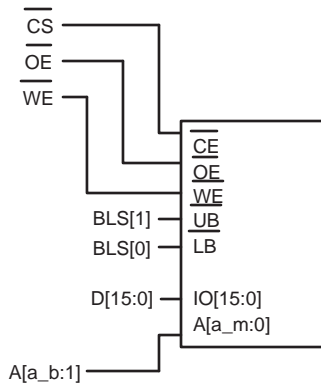 CS
OE
WE
CE
OE
WE
BLS[1] UB
BLS[0] LB
D[15:0] IO[15:0]
A[a_m:0]
A[a_b:1]